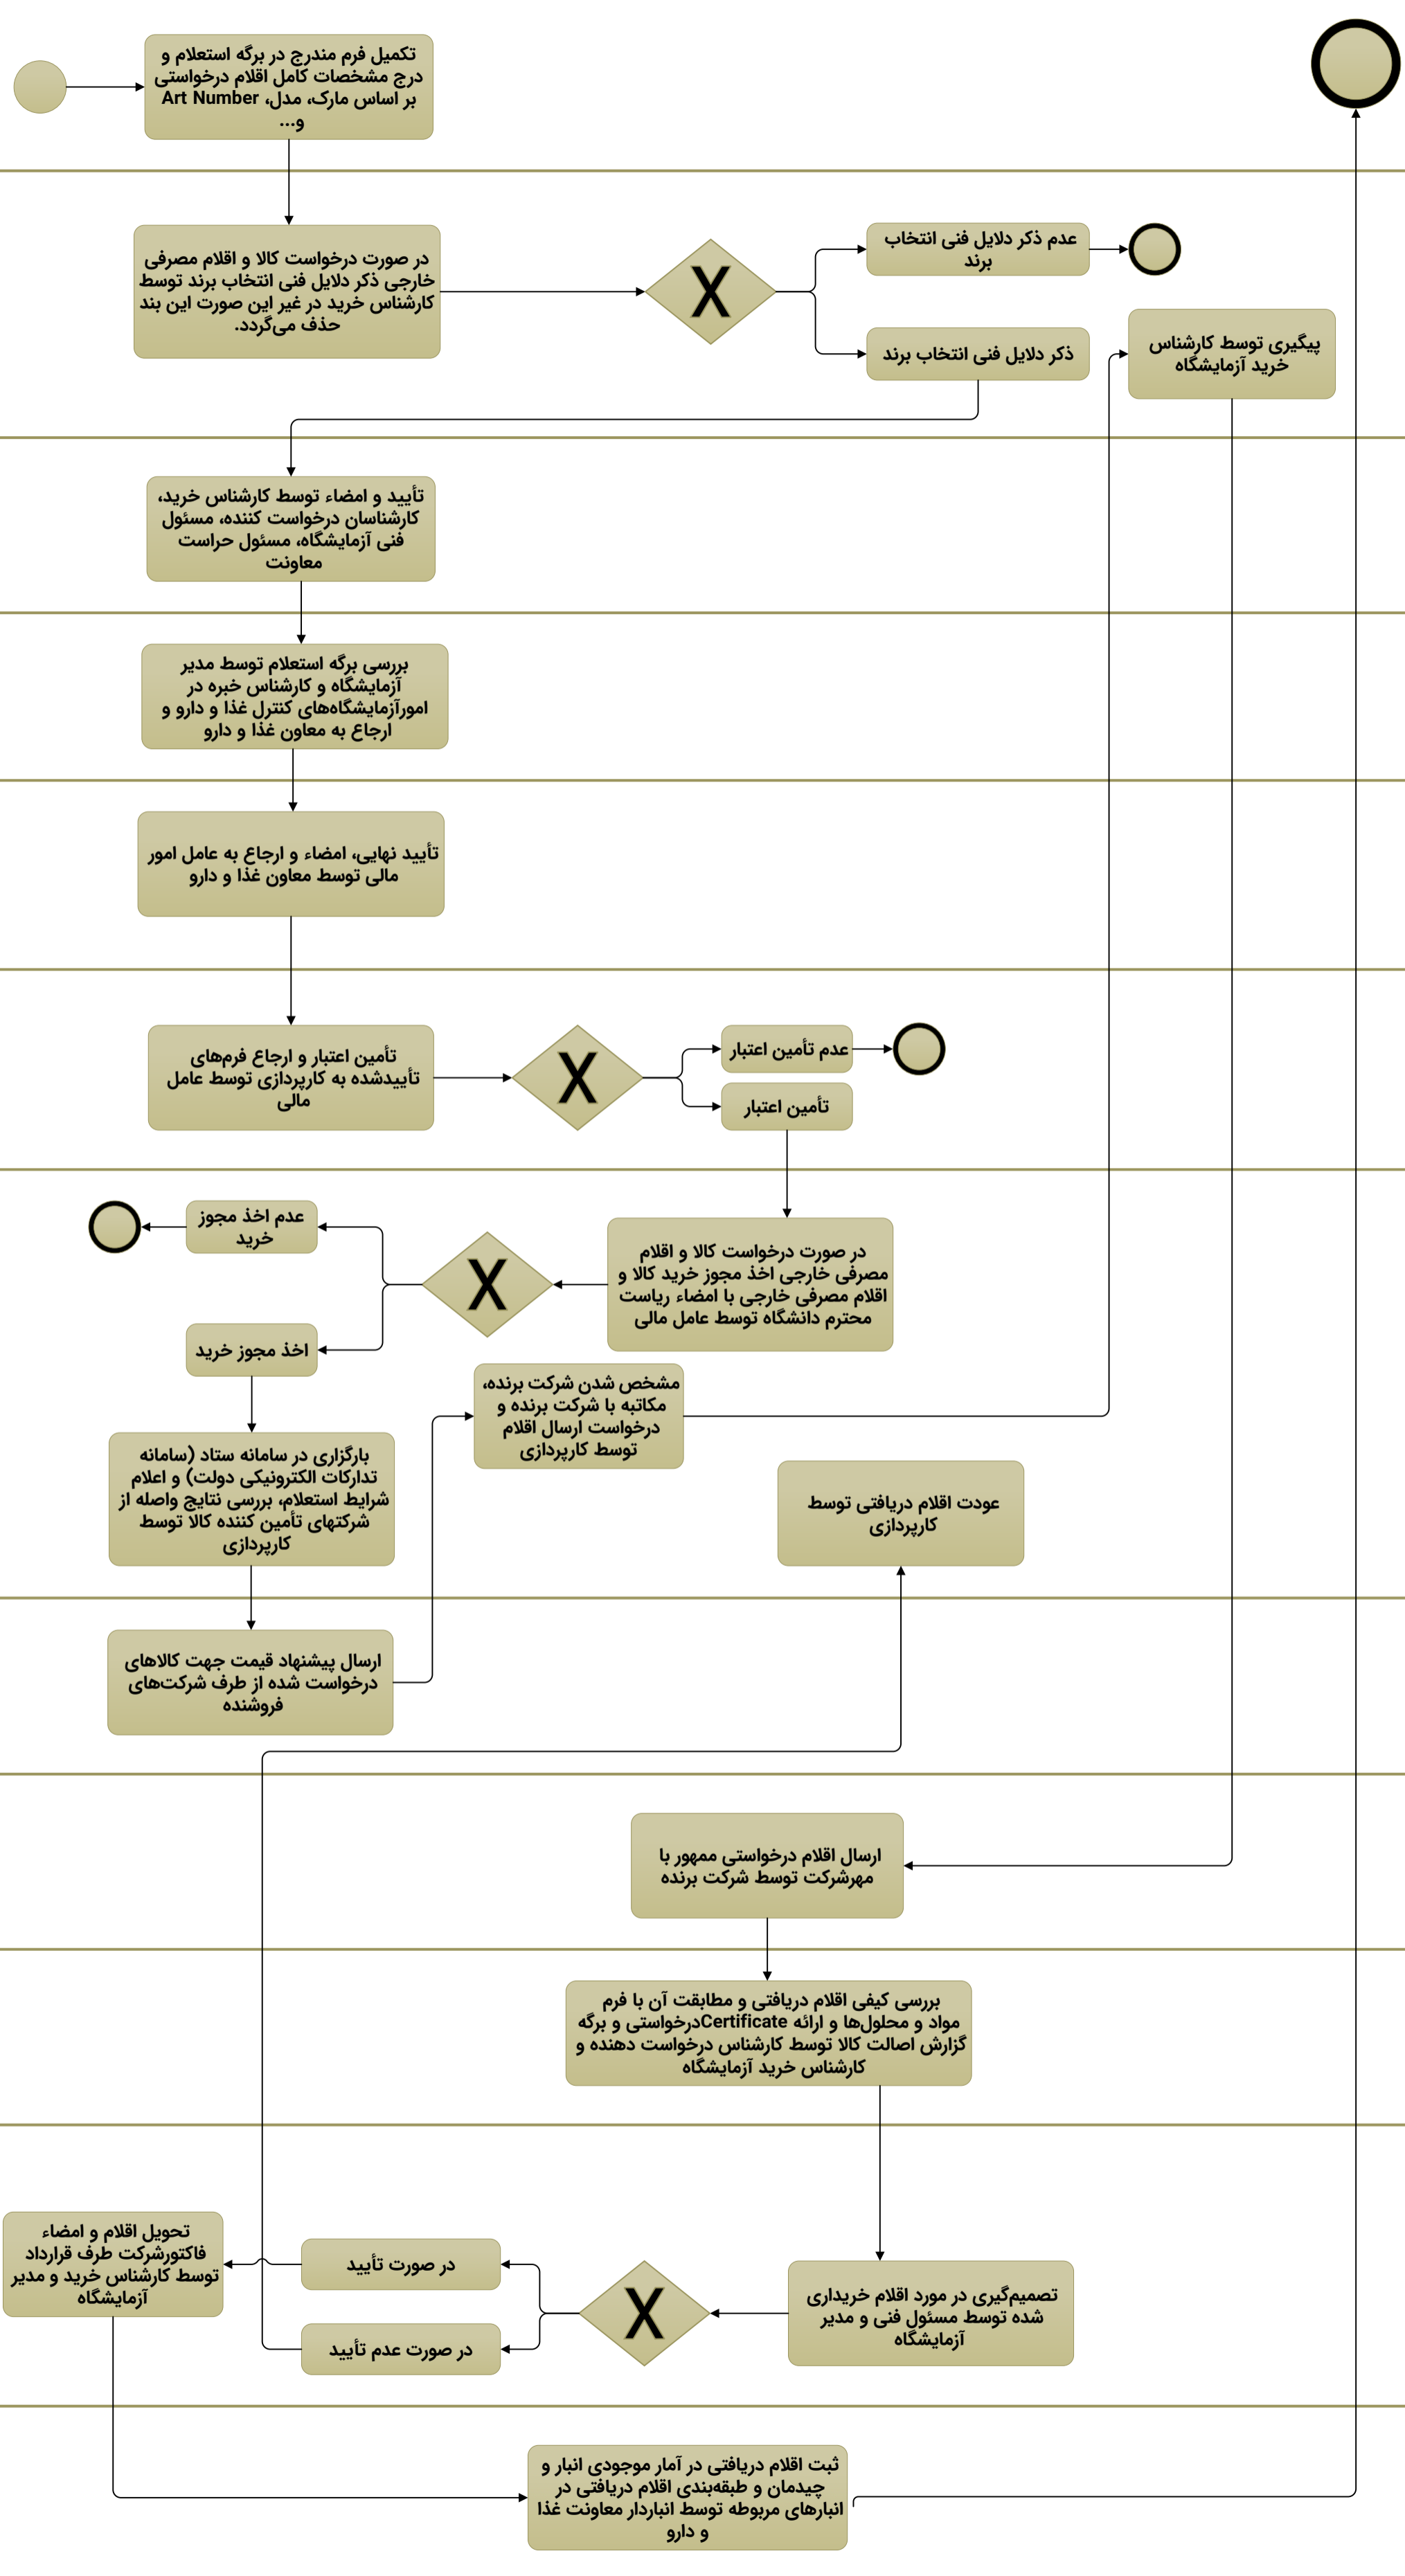 تکمیل فرم مندرج در برگه استعلام و
درج مشخصات کامل اقلام درخواستی
بر اساس مارک، مدل، Art Number
و...
در صورت درخواست کالا و اقلام مصرفی
خارجی ذکر دلایل فنی انتخاب برند توسط
کارشناس خرید در غیر این صورت این بند
حذف می‌گردد.
X
عدم ذکر دلایل فنی انتخاب
برند
ذکر دلایل فنی انتخاب برند
پیگیری توسط کارشناس
خرید آزمایشگاه
تأیید و امضاء توسط کارشناس خرید،
کارشناسان درخواست کننده، مسئول
فنی آزمایشگاه، مسئول حراست
معاونت
بررسی برگه استعلام توسط مدیر
آزمایشگاه و کارشناس خبره در
امورآزمایشگاه‌های کنترل غذا و دارو و
ارجاع به معاون غذا و دارو
تأیید نهایی، امضاء و ارجاع به عامل امور
مالی توسط معاون غذا و دارو
تأمین اعتبار و ارجاع فرم‌های
تأییدشده به کارپردازی توسط عامل
مالی
X
عدم تأمین اعتبار
تأمین اعتبار
در صورت درخواست کالا و اقلام
مصرفی خارجی اخذ مجوز خرید کالا و
اقلام مصرفی خارجی با امضاء ریاست
محترم دانشگاه توسط عامل مالی
X
عدم اخذ مجوز
خرید
اخذ مجوز خرید
بارگزاری در سامانه ستاد (سامانه
تدارکات الکترونیکی دولت) و اعلام
شرایط استعلام، بررسی نتایج واصله از
شرکتهای تأمین کننده کالا توسط
کارپردازی
مشخص شدن شرکت برنده،
مکاتبه با شرکت برنده و
درخواست ارسال اقلام
توسط کارپردازی
عودت اقلام دریافتی توسط
کارپردازی
ارسال پیشنهاد قیمت جهت کالاهای
درخواست شده از طرف شرکت‌های
فروشنده
ارسال اقلام درخواستی ممهور با
مهرشرکت توسط شرکت برنده
بررسی کیفی اقلام دریافتی و مطابقت آن با فرم
مواد و محلول‌ها و ارائه Certificateدرخواستی و برگه
گزارش اصالت کالا توسط کارشناس درخواست دهنده و
کارشناس خرید آزمایشگاه
تصمیم‌گیری در مورد اقلام خریداری
شده توسط مسئول فنی و مدیر
آزمایشگاه
X
در صورت تأیید
در صورت عدم تأیید
تحویل اقلام و امضاء
فاکتورشرکت طرف قرارداد
توسط کارشناس خرید و مدیر
آزمایشگاه
ثبت اقلام دریافتی در آمار موجودی انبار و
چیدمان و طبقه‌بندی اقلام دریافتی در
انبارهای مربوطه توسط انباردار معاونت غذا
و دارو